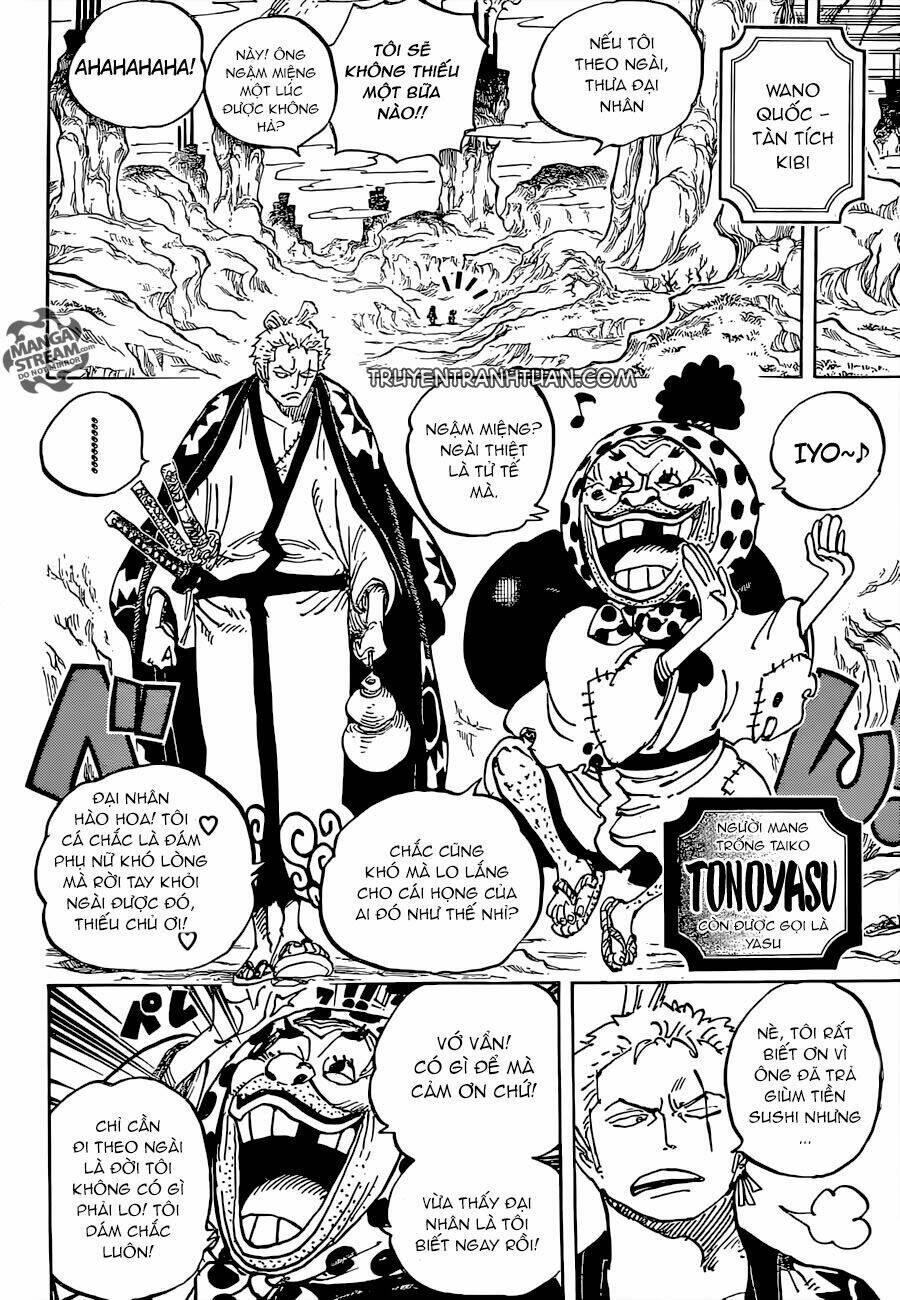 WANO
QUỐC -
TÀN TÍCH
KIBI
NẾU TÔI
THEO NGÀI,
THƯA ĐẠI
NHÂN
TÔI SẼ
KHÔNG THIẾU
MỘT BỮA
NÀO!!
NÀY! ÔNG
NGẬM MIỆNG
MỘT LÚC
ĐƯỢC KHÔNG
HẢ?
AHAHAHAHA!
MANGA
STREAM.com
DO NOT MIRROR!
TRUYENTRANHTUAN.COM
IYO~♪
NGẬM MIỆNG?
NGÀI THIỆT
LÀ TỬ TẾ
MÀ.
..........
べ
ん!
NGƯỜI MANG
TRỐNG TAIKO
TONOYASU
CÒN ĐƯỢC GỌI LÀ
YASU
CHẮC CŨNG
KHÓ MÀ LO LẮNG
CHO CÁI HỌNG CỦA
AI ĐÓ NHƯ THẾ NHỈ?
ĐẠI NHÂN
HÀO HOA! TÔI
CÁ CHẮC LÀ ĐÁM
PHỤ NỮ KHÓ LÒNG
MÀ RỜI TAY KHỎI
NGÀI ĐƯỢC ĐÓ,
THIẾU CHỦ ƠI!
NÈ, TÔI RẤT
BIẾT ƠN VÌ
ÔNG ĐÃ TRẢ
GIÙM TIỀN
SUSHI NHƯNG
...
VỚ VẨN!
CÓ GÌ ĐỂ MÀ
CẢM ƠN CHỨ!
VỪA THẤY ĐẠI
NHÂN LÀ TÔI
BIẾT NGAY RỒI!
CHỈ CẦN
ĐI THEO NGÀI
LÀ ĐỜI TÔI
KHÔNG CÓ GÌ
PHẢI LO! TÔI
DÁM CHẮC
LUÔN!